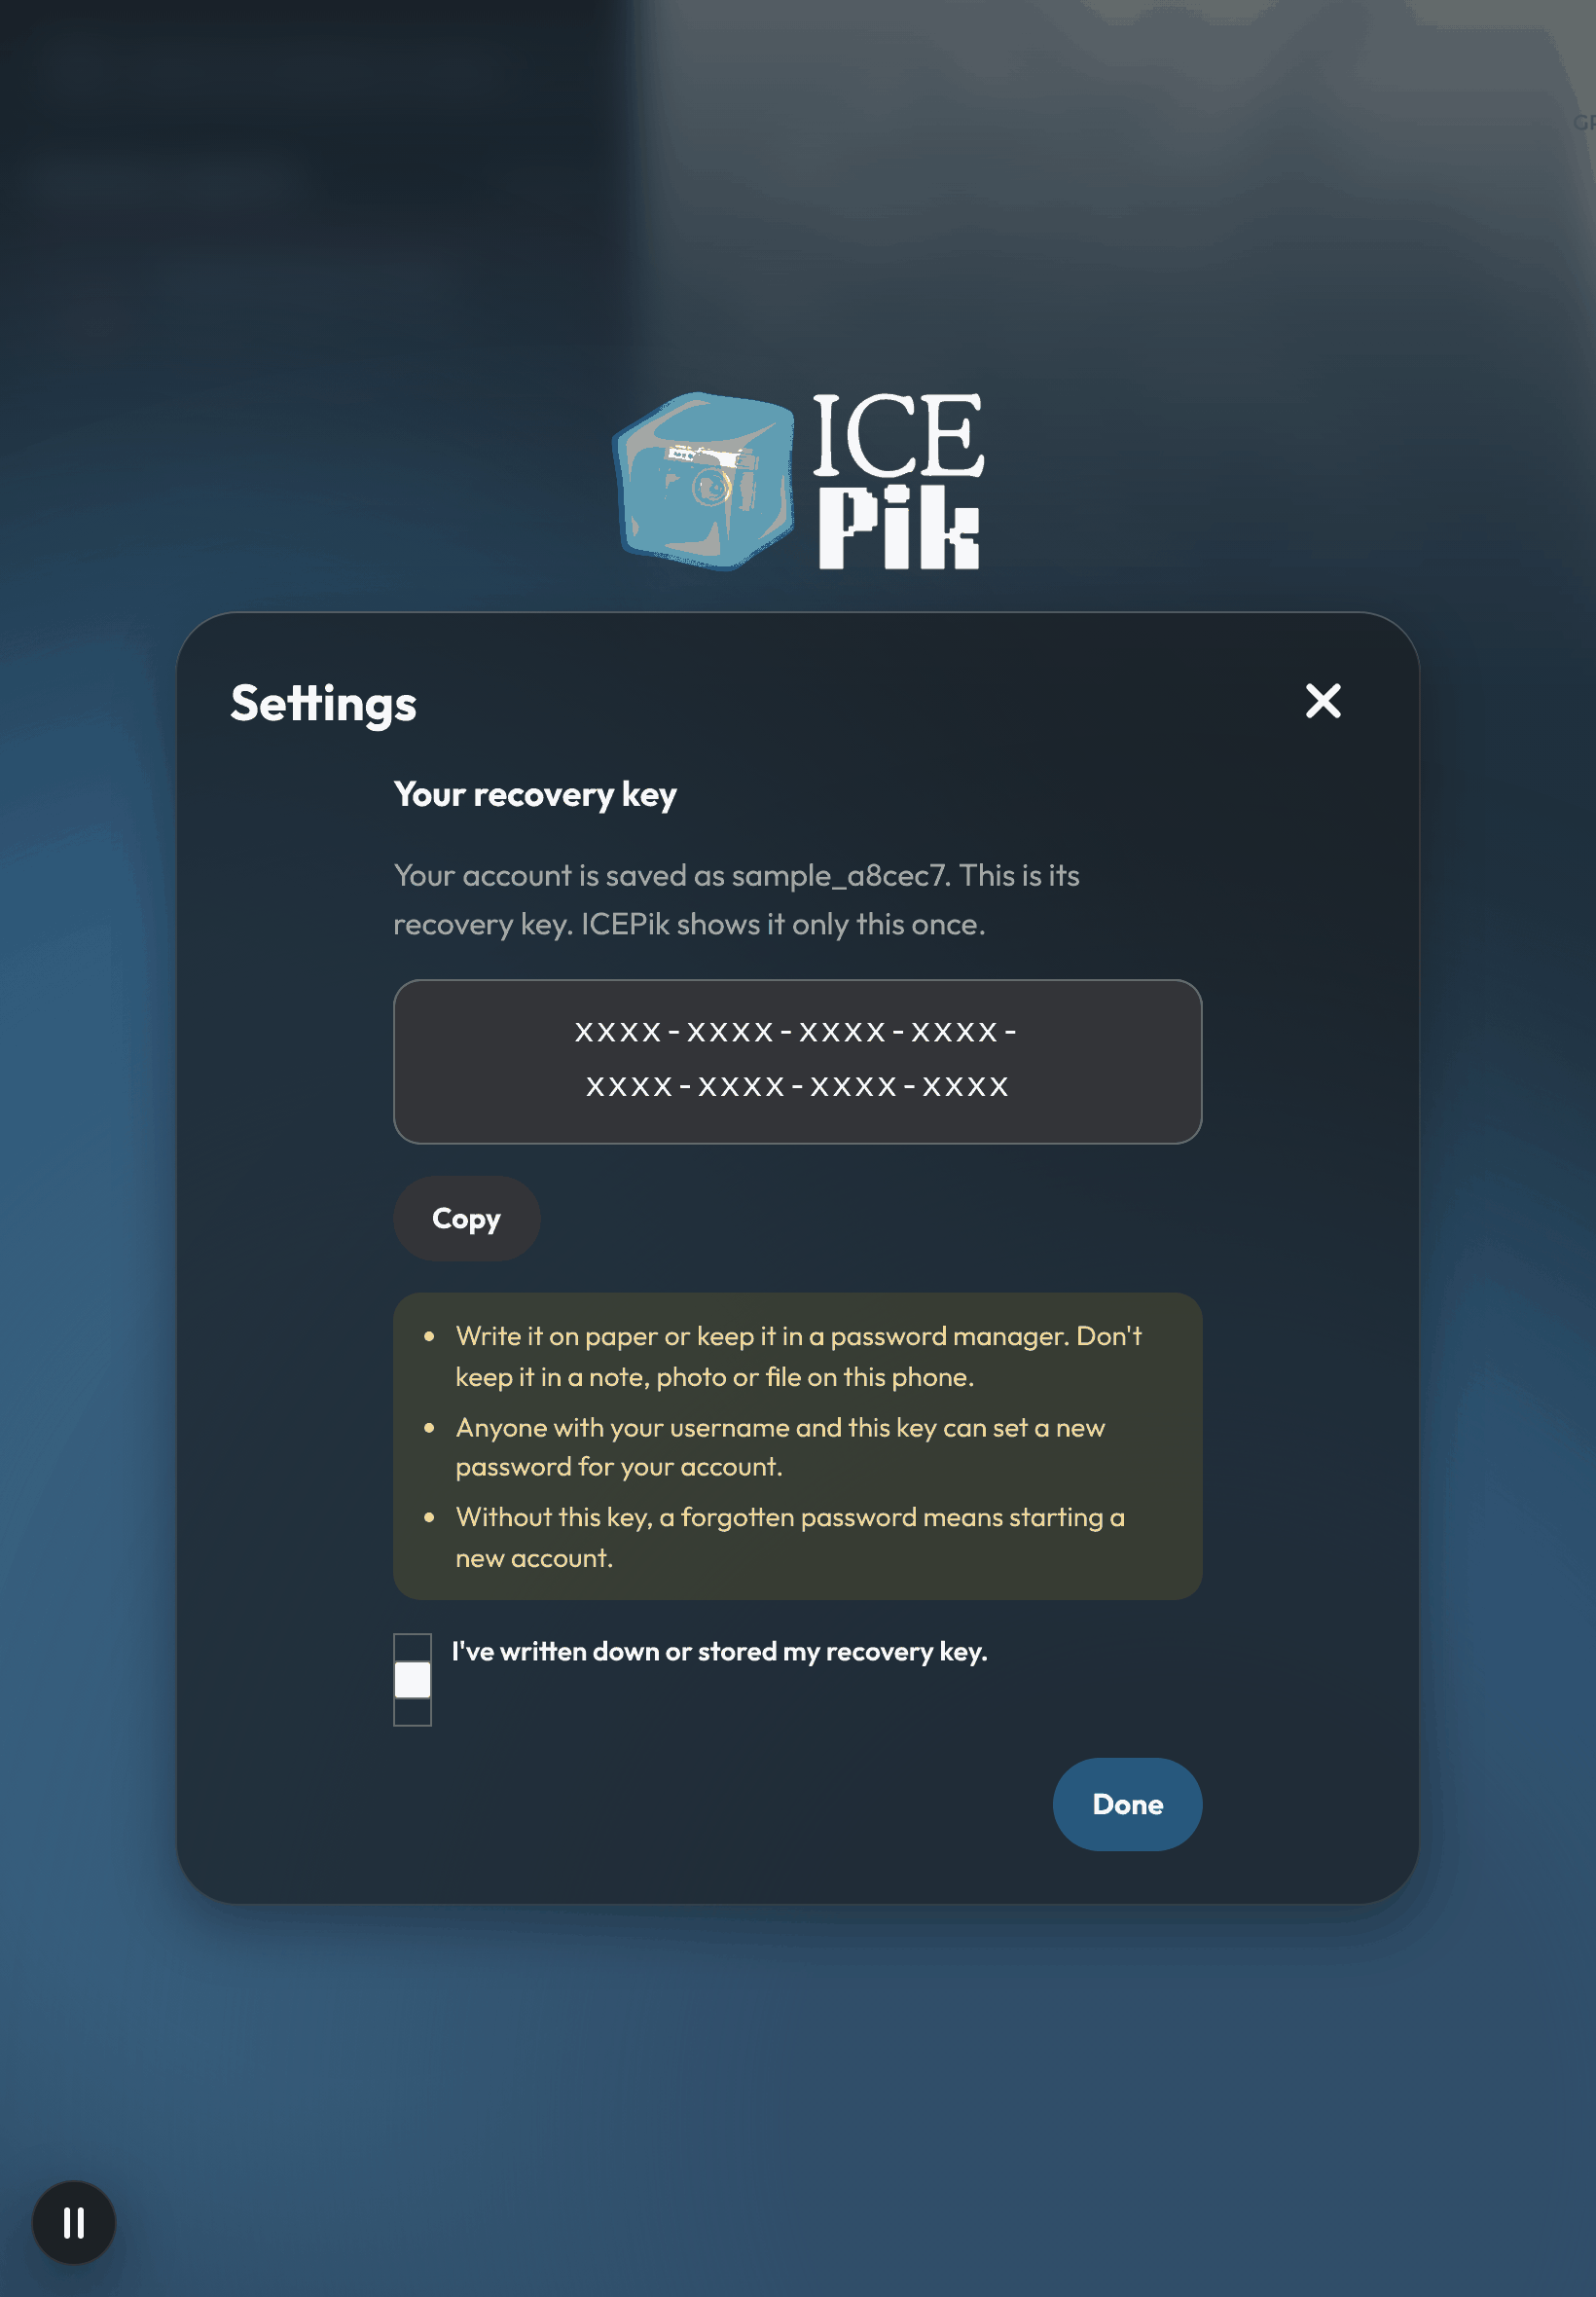 GR
ICE
Pik
Settings
Your recovery key
Your account is saved as sample_a8cec7. This is its
recovery key. ICEPik shows it only this once.
xxxx-xxxx-xxxx-xxxx-
xxxx-xxxx-xxxx-xxxx
Copy
• Write it on paper or keep it in a password manager. Don't
keep it in a note, photo or file on this phone.
• Anyone with your username and this key can set a new
password for your account.
• Without this key, a forgotten password means starting a
new account.
I've written down or stored my recovery key.
Done